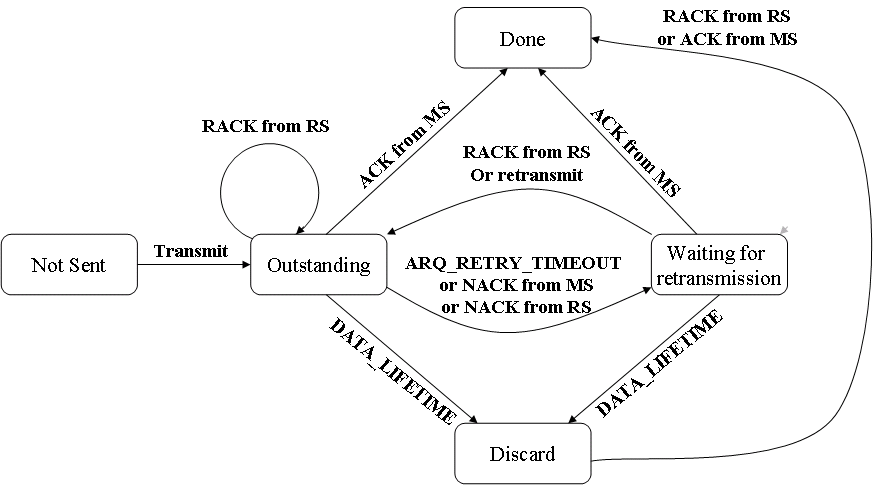 RACK from RS
or ACK from MS
Done
RACK from RS
ACK from MS
ACK from MS
RACK from RS
Or retransmit
Not Sent
Transmit
Outstanding
ARQ_RETRY_TIMEOUT
or NACK from MS
or NACK from RS
Waiting for
retransmission
DATA_LIFETIME
DATA_LIFETIME
Discard